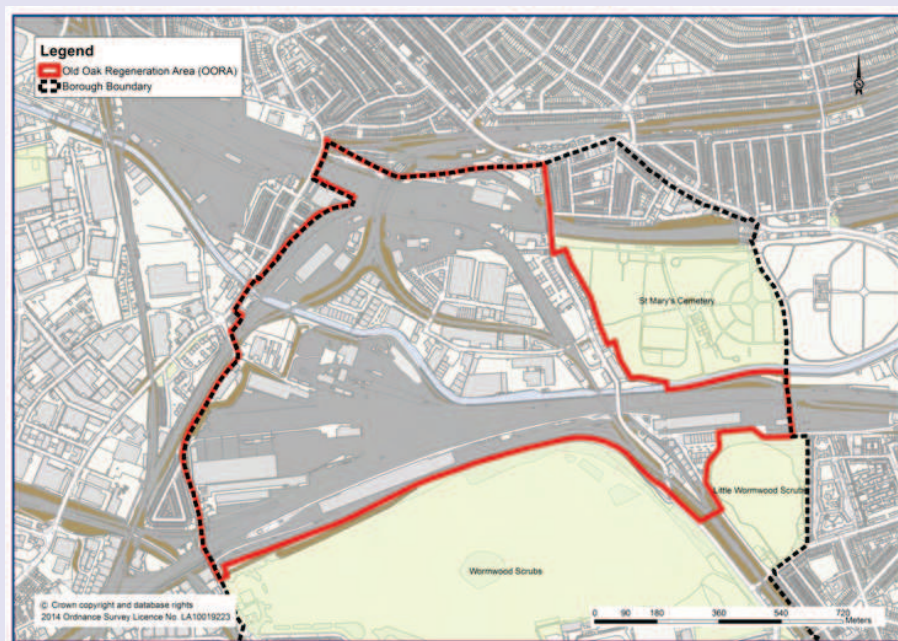 Legend
Old Oak Regeneration Area (OORA)
Borough Boundary
St Mary's Cemetery
Little Wormwood Scrubs
Wormwood Scrubs
© Crown copyright and database rights
2014 Ordnance Survey Licence No. LA10019223
0 90 180 360 540 720
Meters